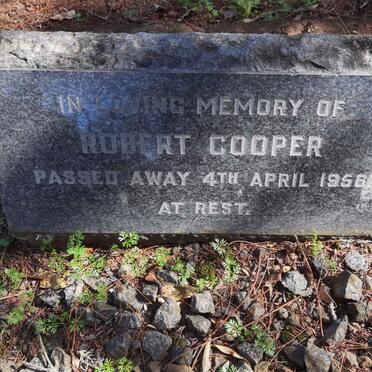 IN LOVING MEMORY OF
ROBERT COOPER
PASSED AWAY 4TH APRIL 1956
AT REST.